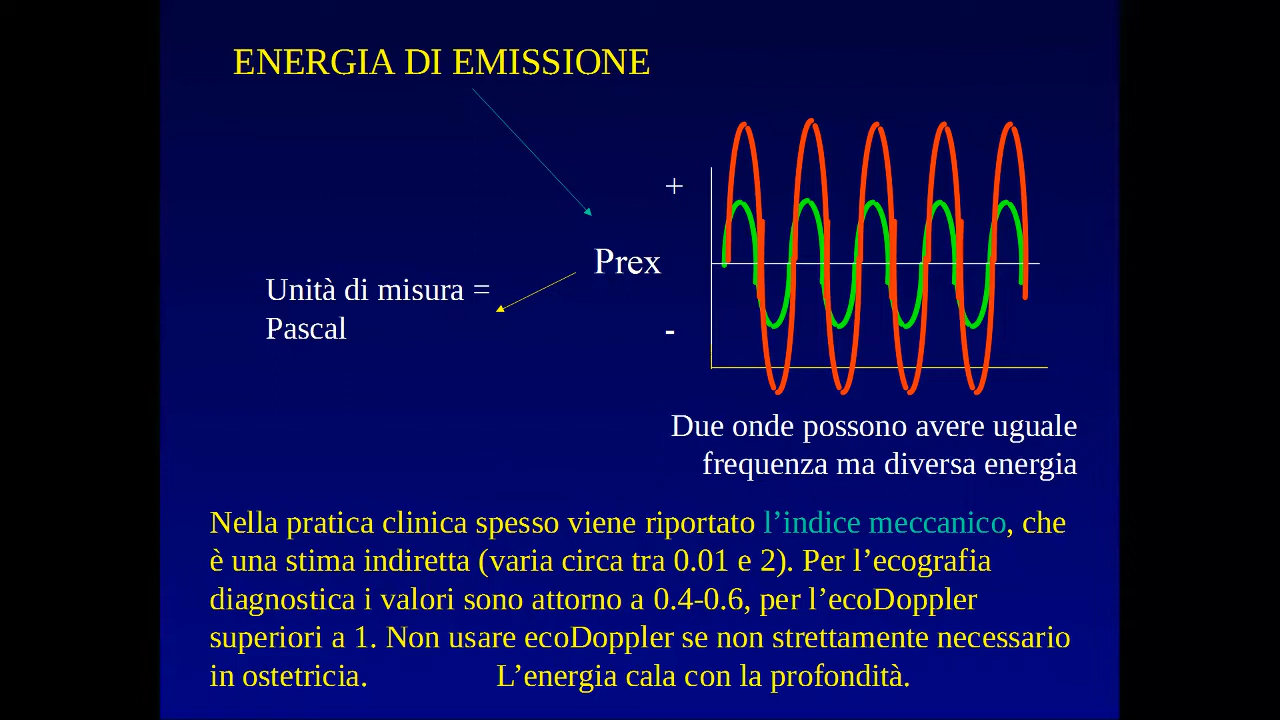 ENERGIA DI EMISSIONE
+
Prex
Unità di misura =
Pascal
-
Due onde possono avere uguale
frequenza ma diversa energia
Nella pratica clinica spesso viene riportato l’indice meccanico, che
è una stima indiretta (varia circa tra 0.01 e 2). Per l’ecografia
diagnostica i valori sono attorno a 0.4-0.6, per l’ecoDoppler
superiori a 1. Non usare ecoDoppler se non strettamente necessario
in ostetricia. L’energia cala con la profondità.